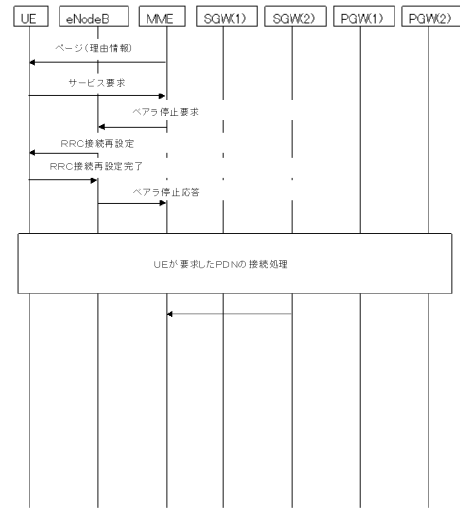 UE eNodeB MME SGW(1) SGW(2) PGW(1) PGW(2)
ページ(理由情報)
サービス要求
ベアラ停止要求
RRC接続再設定
RRC接続再設定完了
ベアラ停止応答
UEが要求したPDNの接続処理